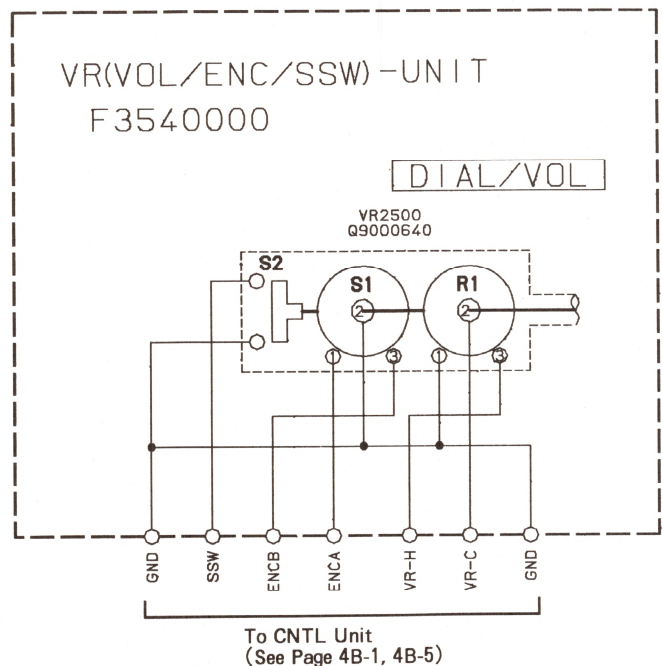 VR(VOL/ENC/SSW)-UNIT
F3540000
DIAL/VOL
VR2500
Q9000640
S2
S1
R1
2
2
1
3
1
3
GND
SSW
ENCB
ENCA
VR-H
VR-C
GND
To CNTL Unit
(See Page 4B-1, 4B-5)